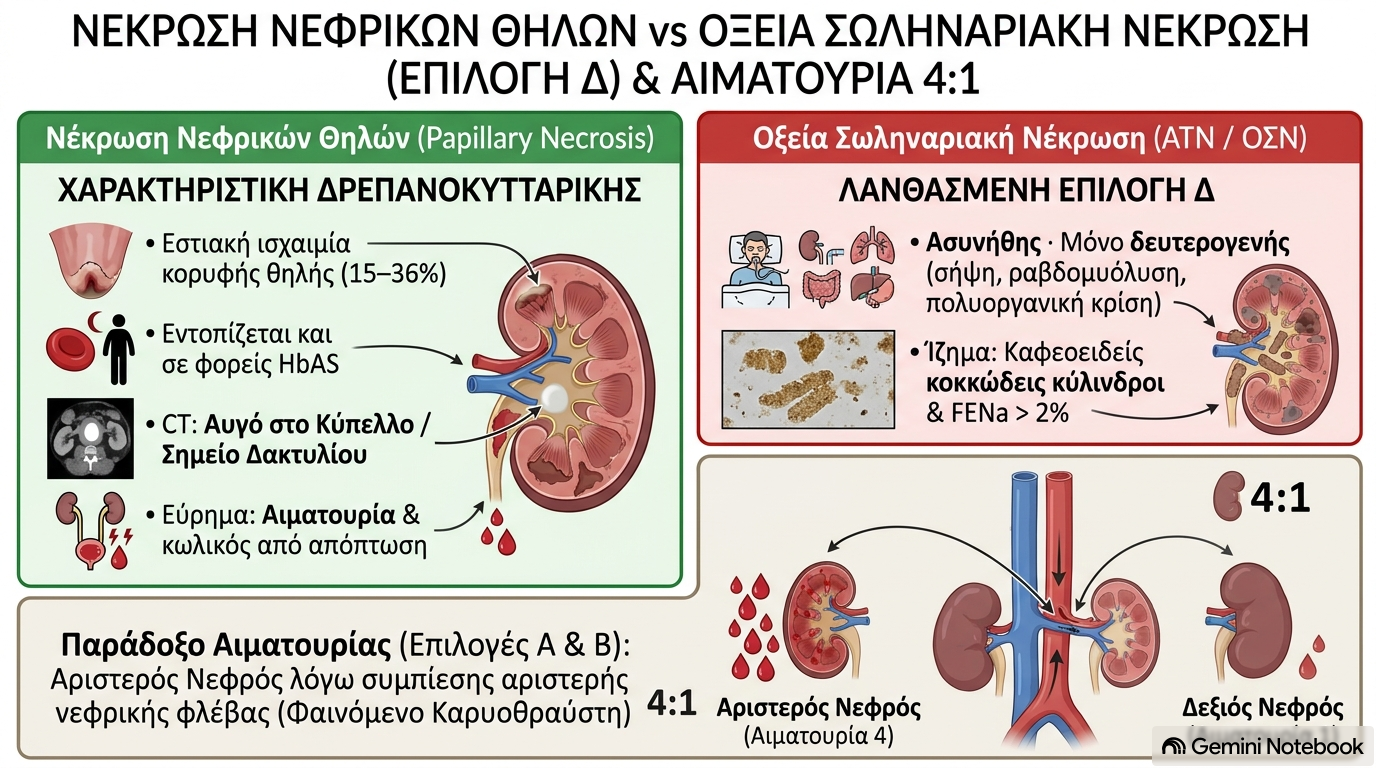 ΝΕΚΡΩΣΗ ΝΕΦΡΙΚΩΝ ΘΗΛΩΝ vs ΟΞΕΙΑ ΣΩΛΗΝΑΡΙΑΚΗ ΝΕΚΡΩΣΗ
(ΕΠΙΛΟΓΗ Δ) & ΑΙΜΑΤΟΥΡΙΑ 4:1
Νέκρωση Νεφρικών Θηλών (Papillary Necrosis)
ΧΑΡΑΚΤΗΡΙΣΤΙΚΗ ΔΡΕΠΑΝΟΚΥΤΤΑΡΙΚΗΣ
• Εστιακή ισχαιμία
κορυφής θηλής (15–36%)
• Εντοπίζεται και
σε φορείς HbAS
• CT: Αυγό στο Κύπελλο /
Σημείο Δακτυλίου
• Εύρημα: Αιματουρία &
κωλικός από απόπτωση
Οξεία Σωληναριακή Νέκρωση (ATN / ΟΣΝ)
ΛΑΝΘΑΣΜΕΝΗ ΕΠΙΛΟΓΗ Δ
• Ασυνήθης · Μόνο δευτερογενής
(σήψη, ραβδομυόλυση,
πολυοργανική κρίση)
• Ίζημα: Καφεοειδείς
κοκκώδεις κύλινδροι
& FENa > 2%
Παράδοξο Αιματουρίας (Επιλογές Α & Β):
Αριστερός Νεφρός λόγω συμπίεσης αριστερής
νεφρικής φλέβας (Φαινόμενο Καρυοθραύστη)
4:1
Αριστερός Νεφρός
(Αιματουρία 4)
4:1
Δεξιός Νεφρός
Gemini Notebook